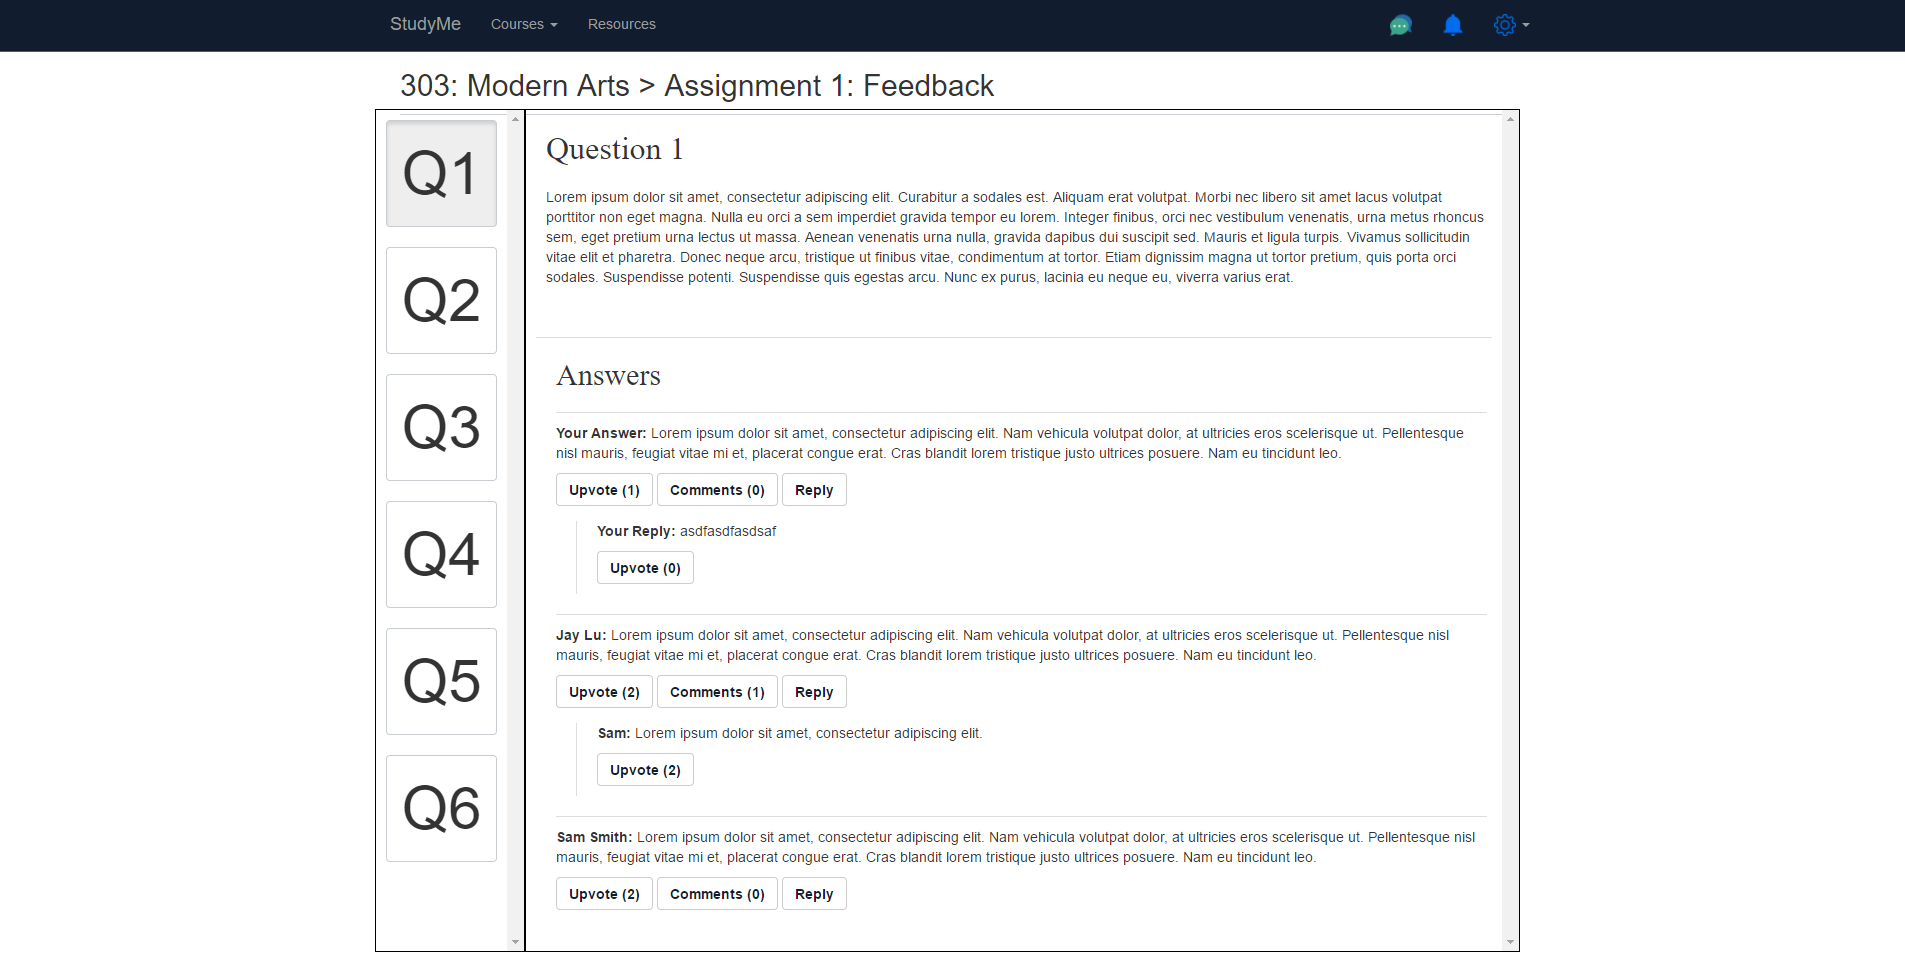 StudyMe Courses Resources
303: Modern Arts > Assignment 1: Feedback
Q1
Q2
Q3
Q4
Q5
Q6
Question 1
Lorem ipsum dolor sit amet, consectetur adipiscing elit. Curabitur a sodales est. Aliquam erat volutpat. Morbi nec libero sit amet lacus volutpat
porttitor non eget magna. Nulla eu orci a sem imperdiet gravida tempor eu lorem. Integer finibus, orci nec vestibulum venenatis, urna metus rhoncus
sem, eget pretium urna lectus ut massa. Aenean venenatis urna nulla, gravida dapibus dui suscipit sed. Mauris et ligula turpis. Vivamus sollicitudin
vitae elit et pharetra. Donec neque arcu, tristique ut finibus vitae, condimentum at tortor. Etiam dignissim magna ut tortor pretium, quis porta orci
sodales. Suspendisse potenti. Suspendisse quis egestas arcu. Nunc ex purus, lacinia eu neque eu, viverra varius erat.
Answers
Your Answer: Lorem ipsum dolor sit amet, consectetur adipiscing elit. Nam vehicula volutpat dolor, at ultricies eros scelerisque ut. Pellentesque
nisl mauris, feugiat vitae mi et, placerat congue erat. Cras blandit lorem tristique justo ultrices posuere. Nam eu tincidunt leo.
Upvote (1) Comments (0) Reply
Your Reply: asdfasdfasdsaf
Upvote (0)
Jay Lu: Lorem ipsum dolor sit amet, consectetur adipiscing elit. Nam vehicula volutpat dolor, at ultricies eros scelerisque ut. Pellentesque nisl
mauris, feugiat vitae mi et, placerat congue erat. Cras blandit lorem tristique justo ultrices posuere. Nam eu tincidunt leo.
Upvote (2) Comments (1) Reply
Sam: Lorem ipsum dolor sit amet, consectetur adipiscing elit.
Upvote (2)
Sam Smith: Lorem ipsum dolor sit amet, consectetur adipiscing elit. Nam vehicula volutpat dolor, at ultricies eros scelerisque ut. Pellentesque nisl
mauris, feugiat vitae mi et, placerat congue erat. Cras blandit lorem tristique justo ultrices posuere. Nam eu tincidunt leo.
Upvote (2) Comments (0) Reply